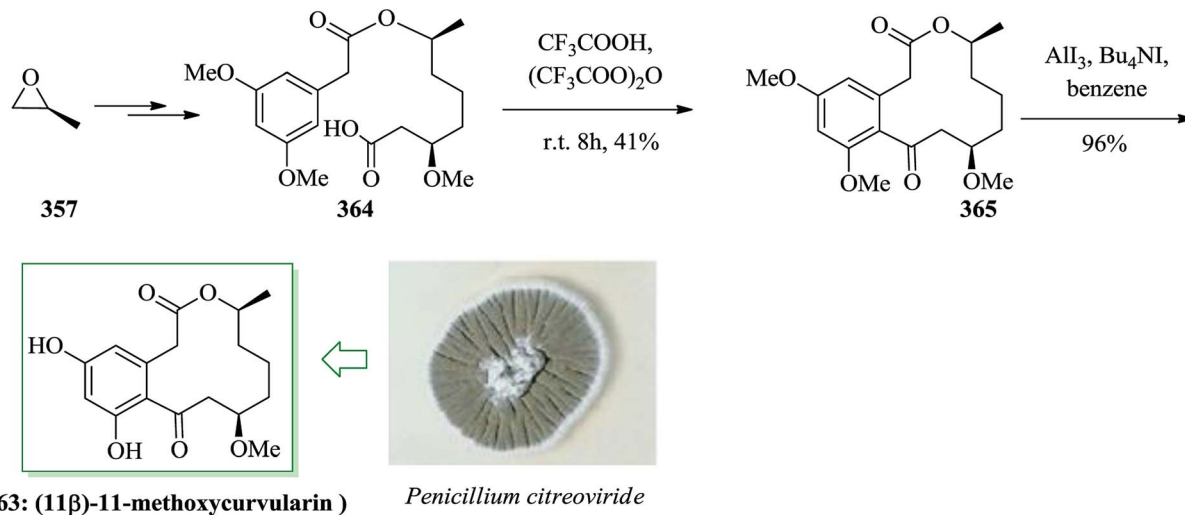 O
357
O
O
MeO
HO
O
OMe
OMe
364
CF₃COOH,
(CF₃COO)₂O
r.t. 8h, 41%
O
O
MeO
OMe
O
OMe
365
AlI₃, Bu₄NI,
benzene
96%
O
O
HO
OH
O
OMe
63: (11β)-11-methoxycurvularin )
Penicillium citreoviride